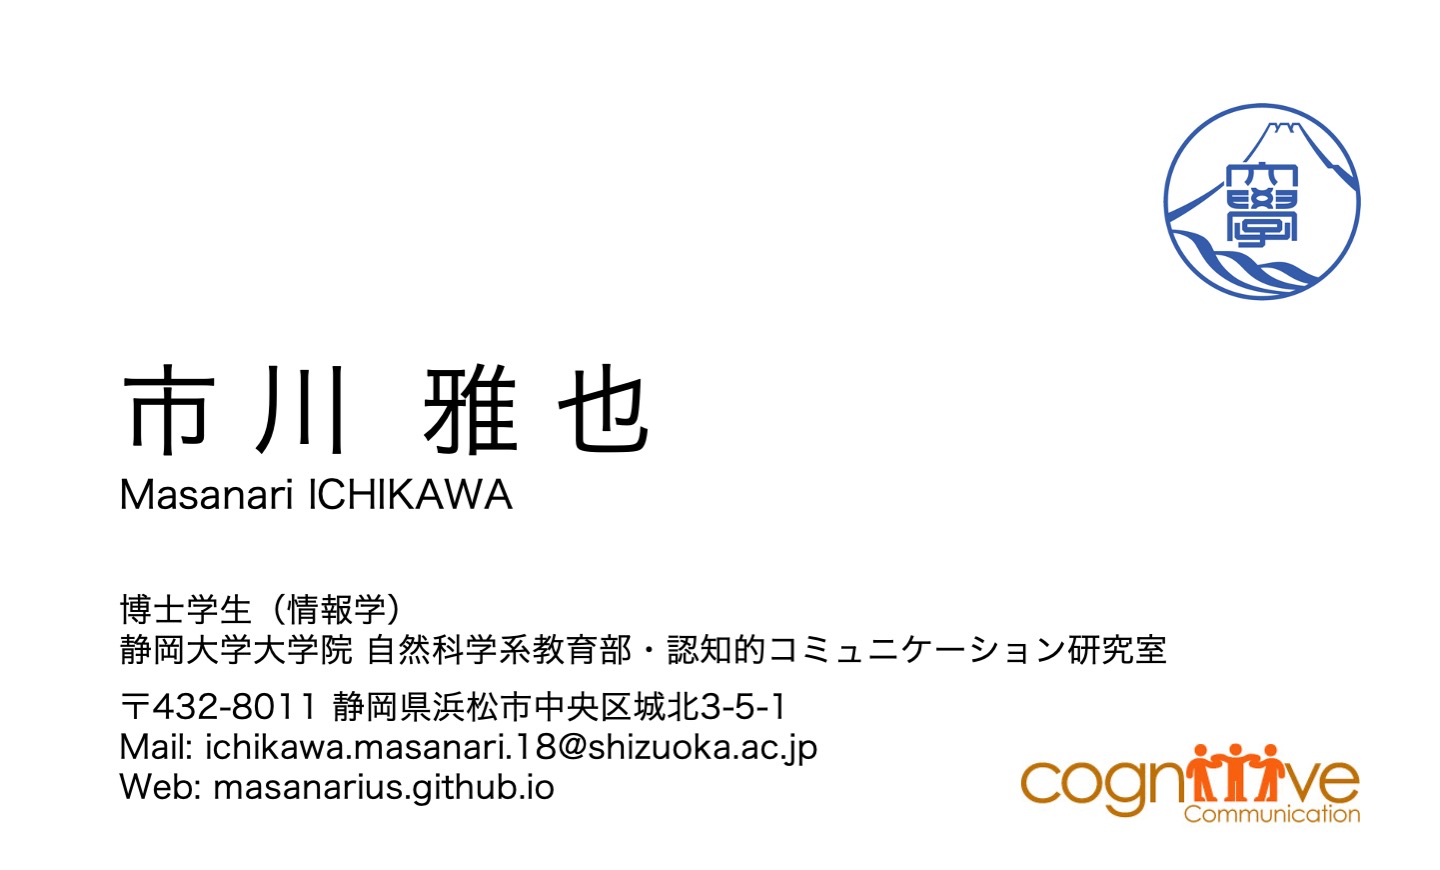 大學
市川 雅也
Masanari ICHIKAWA
博士学生（情報学）
静岡大学大学院 自然科学系教育部・認知的コミュニケーション研究室
〒432-8011 静岡県浜松市中央区城北3-5-1
Mail: ichikawa.masanari.18@shizuoka.ac.jp
Web: masanarius.github.io
cognitive
Communication